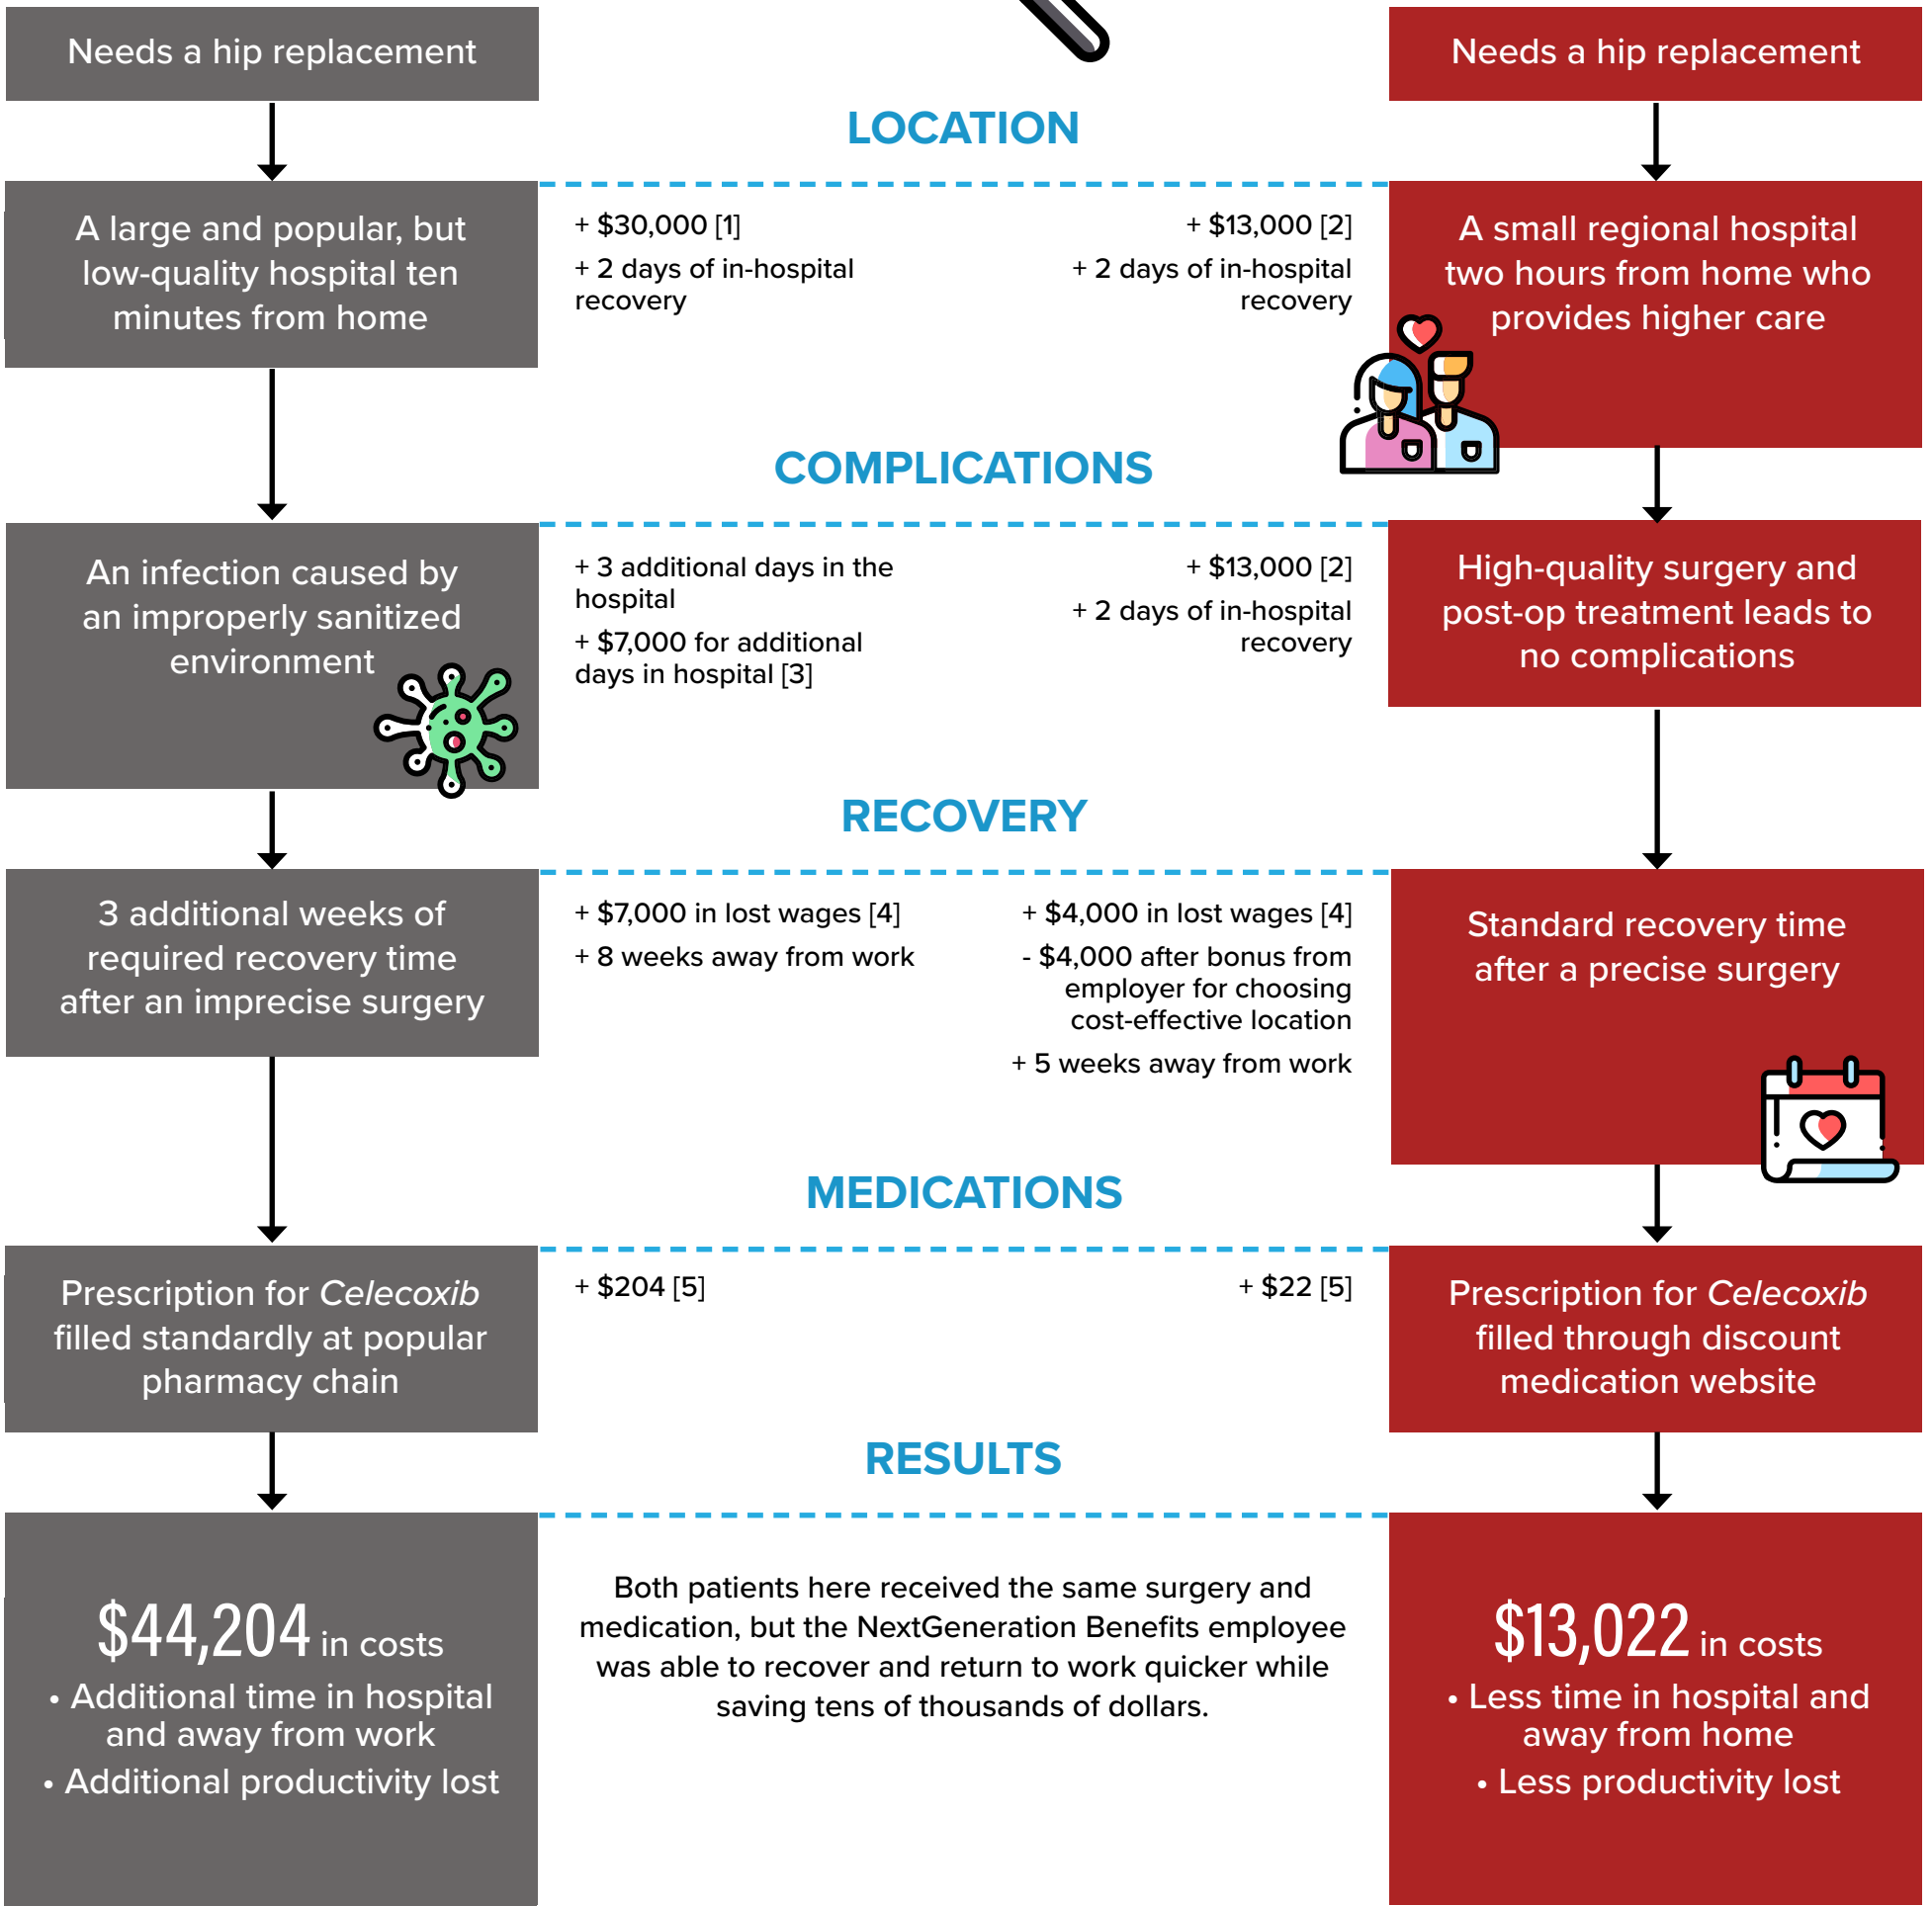 Needs a hip replacement
Needs a hip replacement
LOCATION
A large and popular, but
low-quality hospital ten
minutes from home
+ $30,000 [1]
+ 2 days of in-hospital
recovery
+ $13,000 [2]
+ 2 days of in-hospital
recovery
A small regional hospital
two hours from home who
provides higher care
COMPLICATIONS
An infection caused by
an improperly sanitized
environment
+ 3 additional days in the
hospital
+ $7,000 for additional
days in hospital [3]
+ $13,000 [2]
+ 2 days of in-hospital
recovery
High-quality surgery and
post-op treatment leads to
no complications
RECOVERY
3 additional weeks of
required recovery time
after an imprecise surgery
+ $7,000 in lost wages [4]
+ 8 weeks away from work
+ $4,000 in lost wages [4]
- $4,000 after bonus from
employer for choosing
cost-effective location
+ 5 weeks away from work
Standard recovery time
after a precise surgery
MEDICATIONS
Prescription for Celecoxib
filled standardly at popular
pharmacy chain
+ $204 [5]
+ $22 [5]
Prescription for Celecoxib
filled through discount
medication website
RESULTS
$44,204 in costs
• Additional time in hospital
and away from work
• Additional productivity lost
Both patients here received the same surgery and
medication, but the NextGeneration Benefits employee
was able to recover and return to work quicker while
saving tens of thousands of dollars.
$13,022 in costs
• Less time in hospital and
away from home
• Less productivity lost